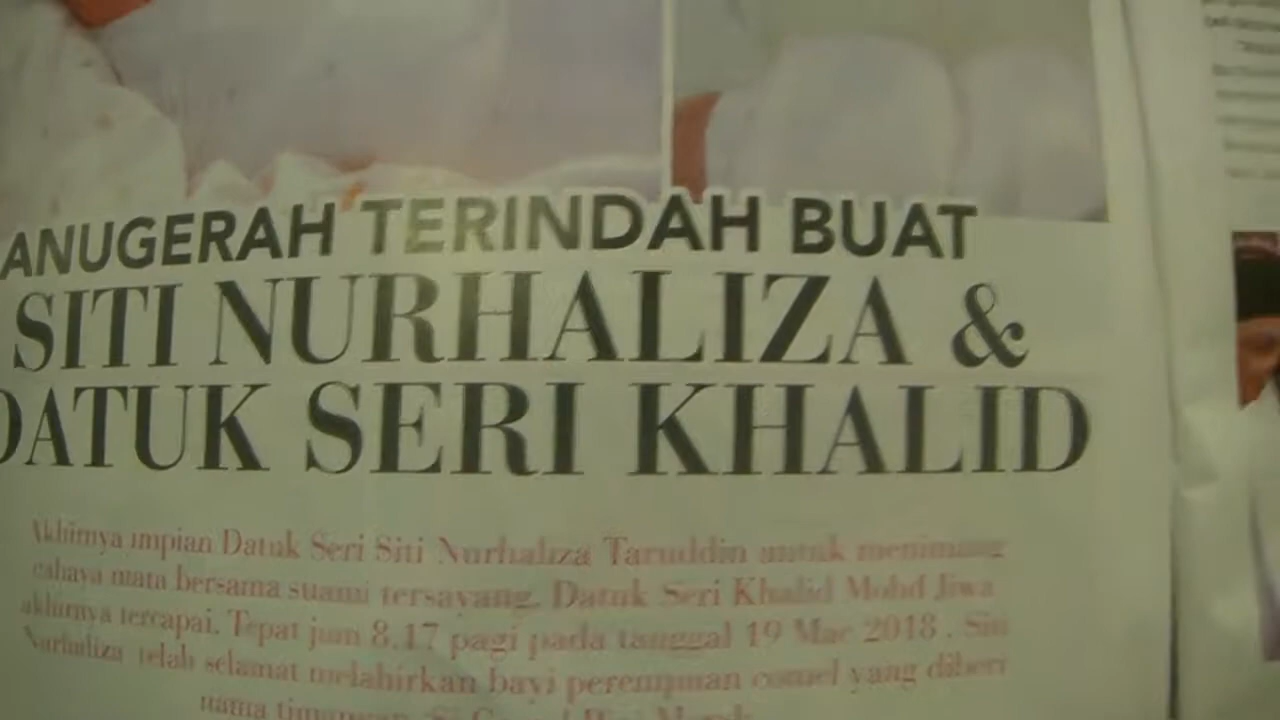 ANUGERAH TERINDAH BUAT
SITI NURHALIZA &
DATUK SERI KHALID
Akhirnya impian Datuk Seri Siti Nurhaliza Taruddin untuk menimang
cahaya mata bersama suami tersayang, Datuk Seri Khalid Mohd Jiwa
akhirnya tercapai. Tepat jam 8.17 pagi pada tanggal 19 Mac 2018. Siti
Nurhaliza telah selamat melahirkan bayi perempuan comel yang diberi
nama timangan